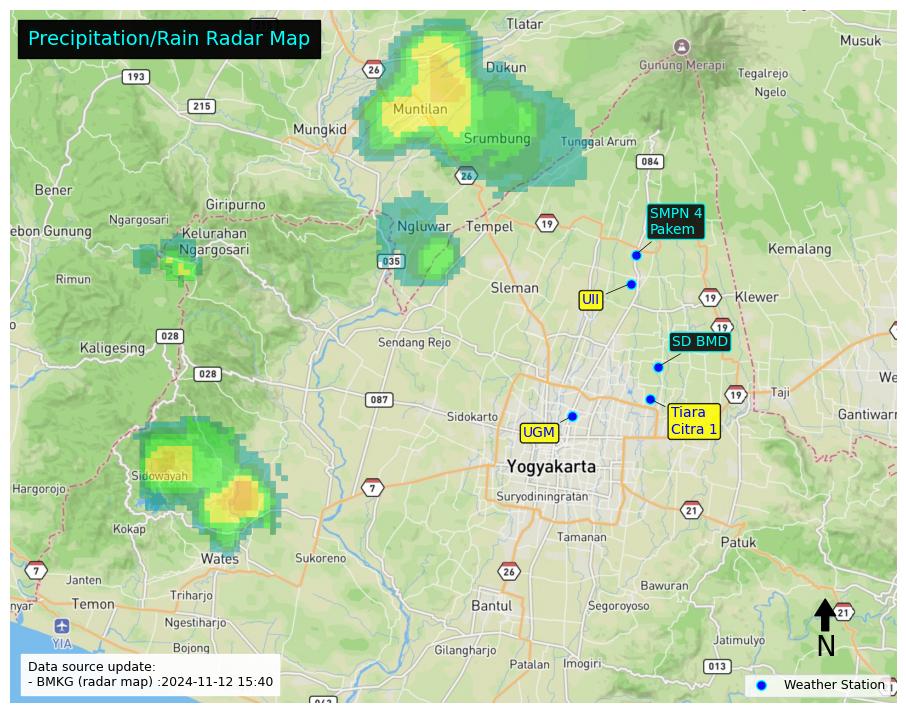 Precipitation/Rain Radar Map
Tlatar
Musuk
26
Dukun
Gunung Merapi
193
Tegalrejo
Ngelo
215
Muntilan
Mungkid
Srumbung
Tunggal Arum
084
26
Bener
Giripurno
SMPN 4
Pakem
Ngargosari
Ngluwar
Tempel
19
ebon Gunung
Kelurahan
Ngargosari
Kemalang
035
Rimun
Sleman
UII
19
Klewer
19
028
Sendang Rejo
SD BMD
Kaligesing
028
We
087
19
Taji
Sidokarto
Tiara
Citra 1
Gantiwarn
UGM
Yogyakarta
Sidowayah
Hargorojo
7
Suryodiningratan
21
Kokap
Tamanan
Patuk
Wates
Sukoreno
7
26
Janten
Bawuran
nyar
Temon
Triharjo
Bantul
Segoroyoso
21
Ngestiharjo
YIA
N
Jatimulyo
Bojong
Gilangharjo
Patalan
Imogiri
013
Data source update:
- BMKG (radar map) :2024-11-12 15:40
Weather Station